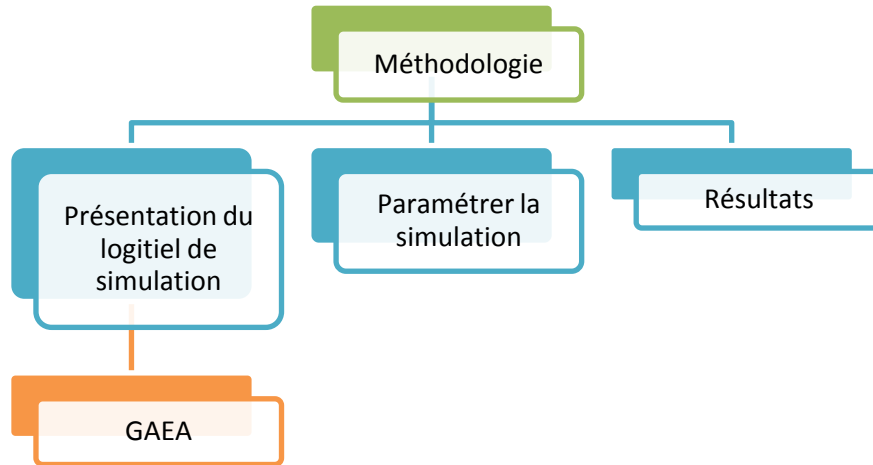 Méthodologie
Présentation du
logitiel de
simulation
Paramétrer la
simulation
Résultats
GAEA